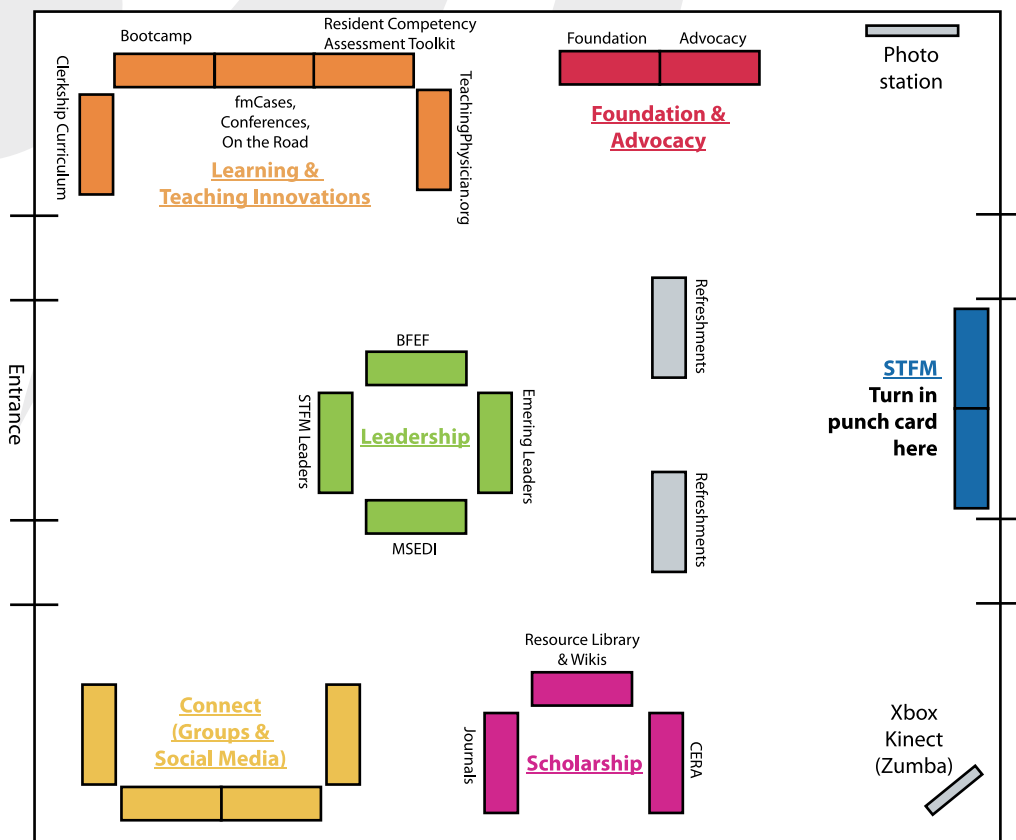 Bootcamp
Resident Competency
Assessment Toolkit
Clerkship Curriculum
fmCases,
Conferences,
On the Road
TeachingPhysician.org
Learning &
Teaching Innovations
Foundation
Advocacy
Foundation &
Advocacy
Photo
station
Entrance
BFEF
STFM Leaders
Leadership
Emering Leaders
MSEDI
Refreshments
Refreshments
STFM
Turn in
punch card
here
Connect
(Groups &
Social Media)
Resource Library
& Wikis
Journals
Scholarship
CERA
Xbox
Kinect
(Zumba)